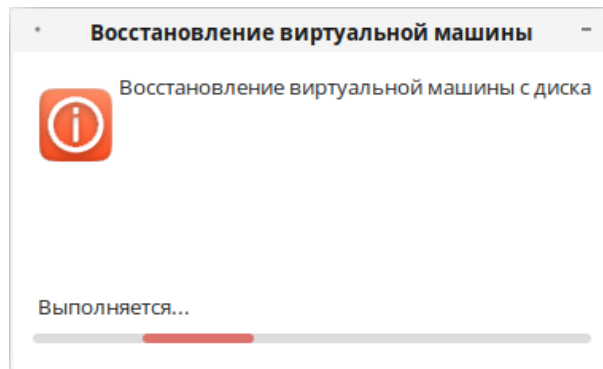 Восстановление виртуальной машины
Восстановление виртуальной машины с диска
Выполняется...